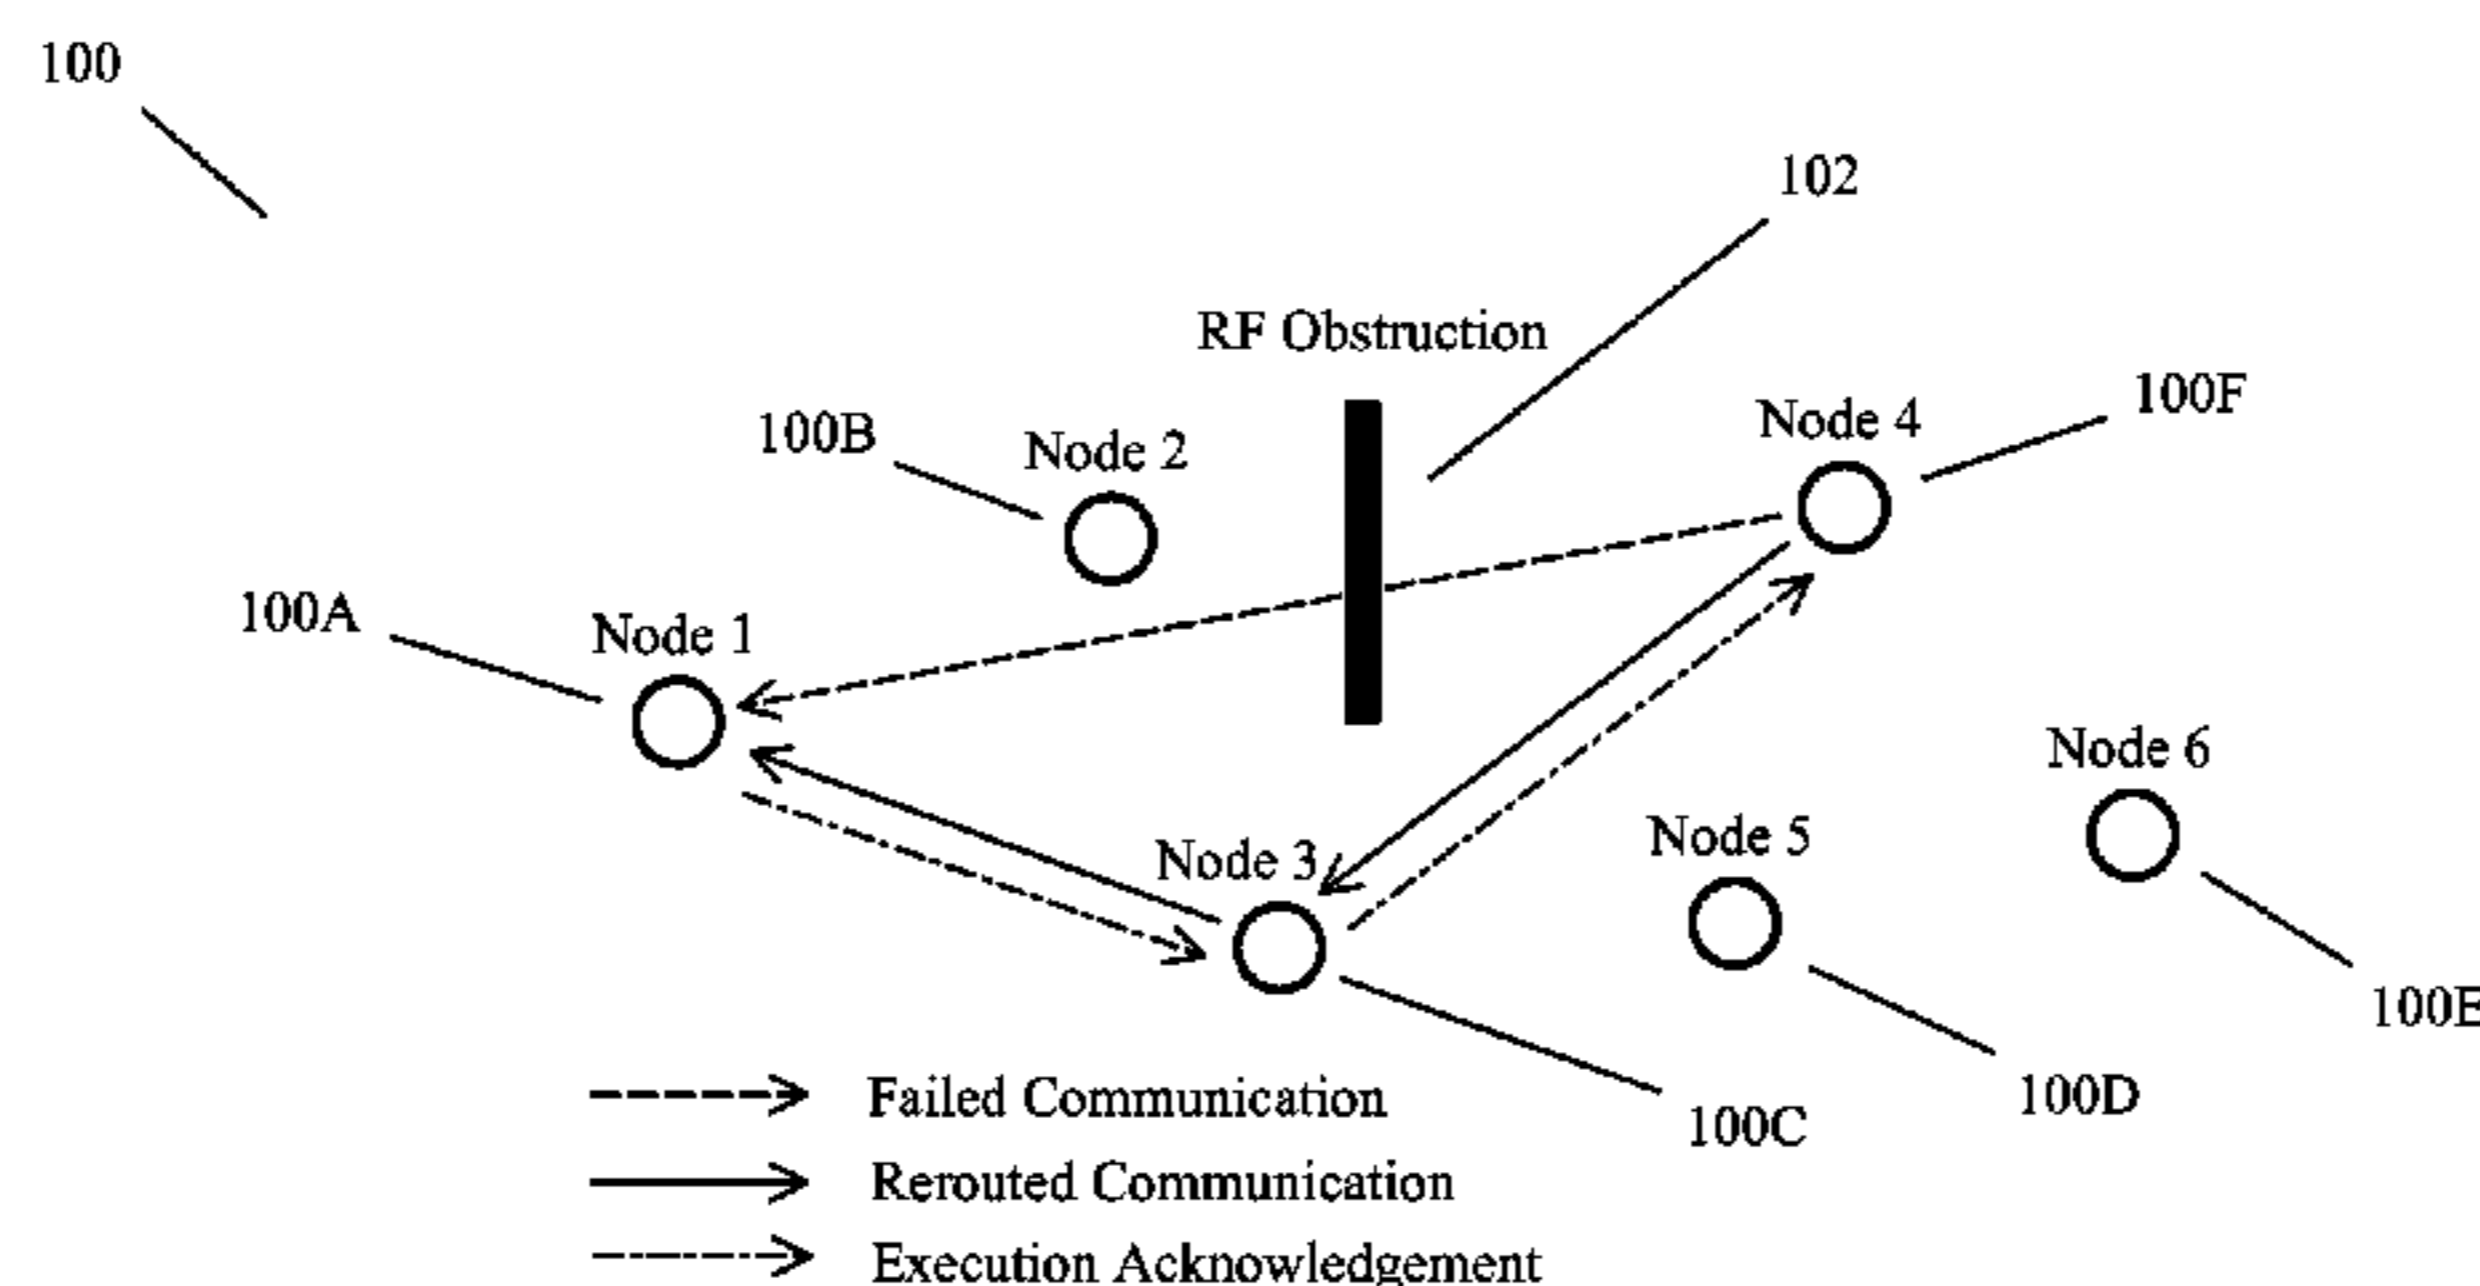 100
102
RF Obstruction
100F
Node 4
100B
Node 2
100A
Node 1
Node 6
Node 5
Node 3
100E
100D
100C
Failed Communication
Rerouted Communication
Execution Acknowledgement